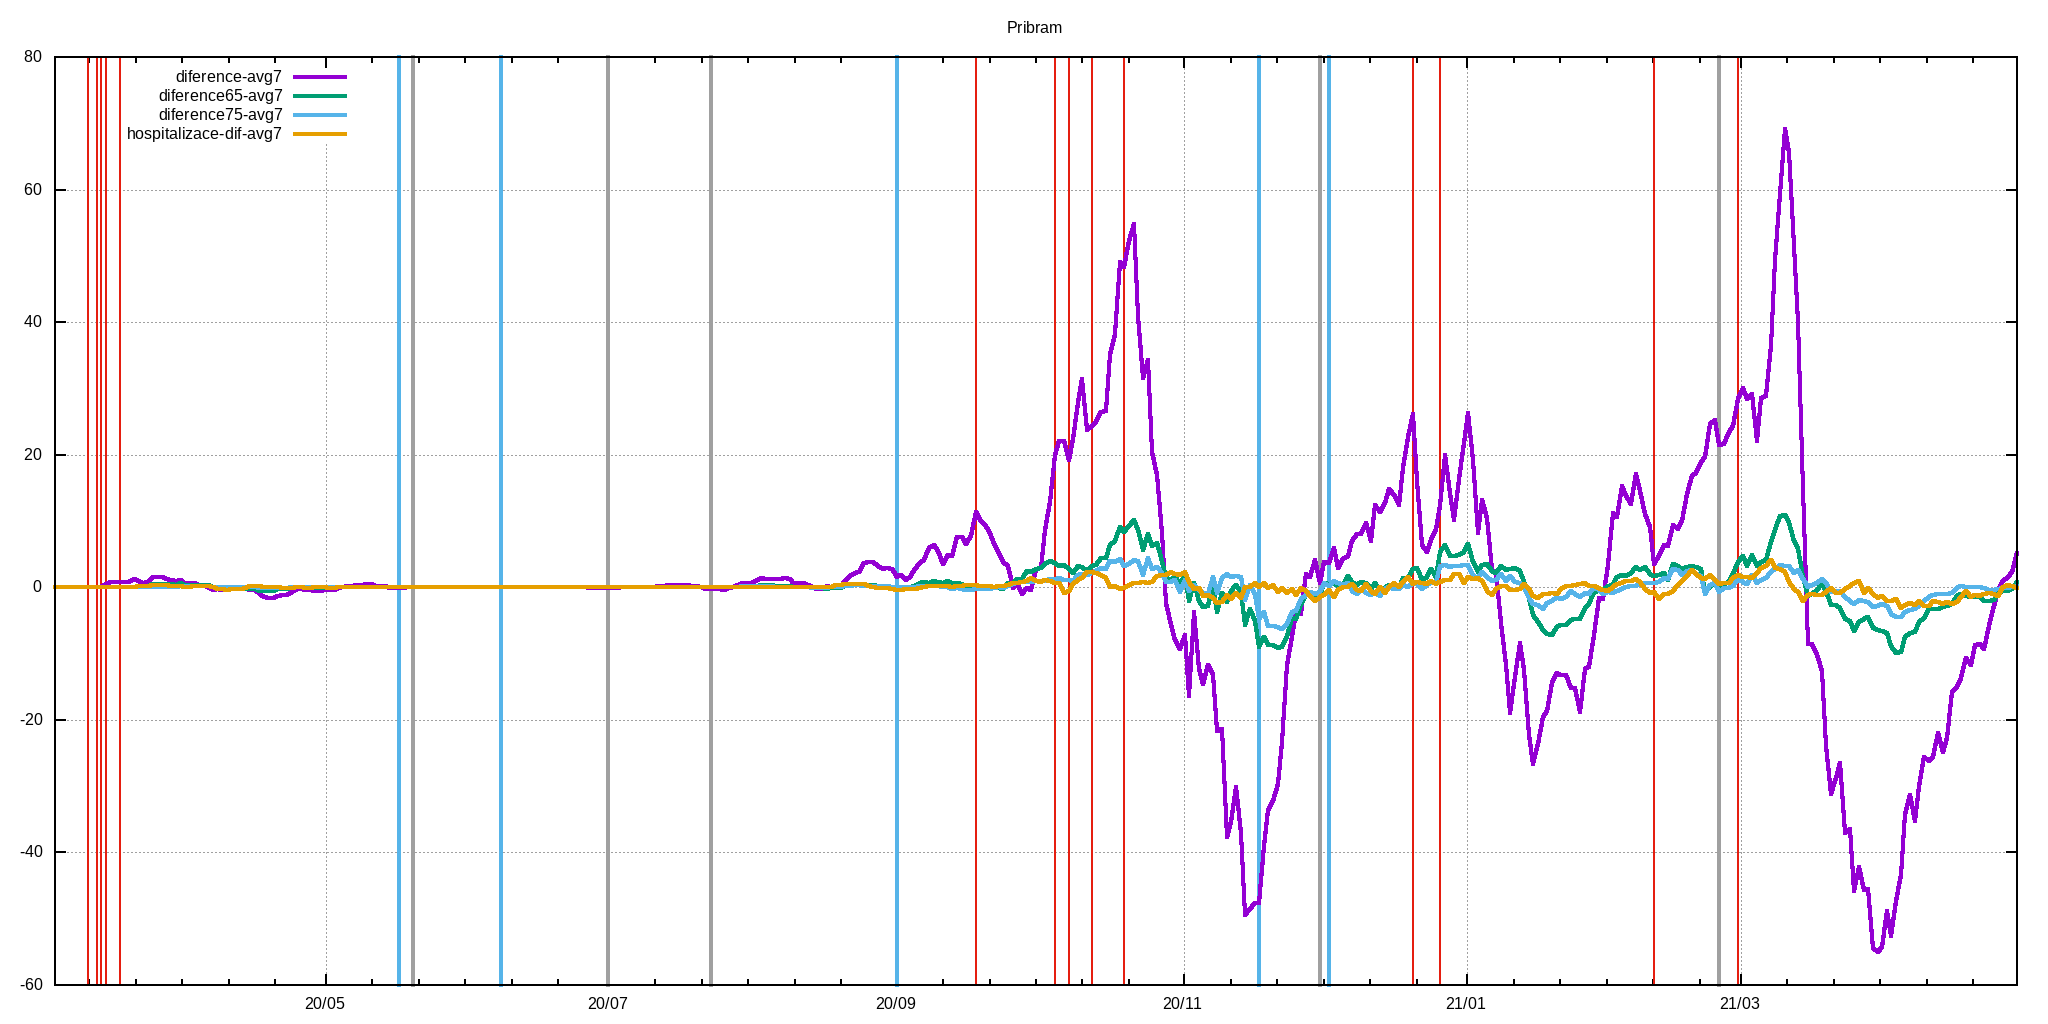 Pribram
80
60
40
20
0
-20
-40
-60
diference-avg7
diference65-avg7
diference75-avg7
hospitalizace-dif-avg7
20/05
20/07
20/09
20/11
21/01
21/03